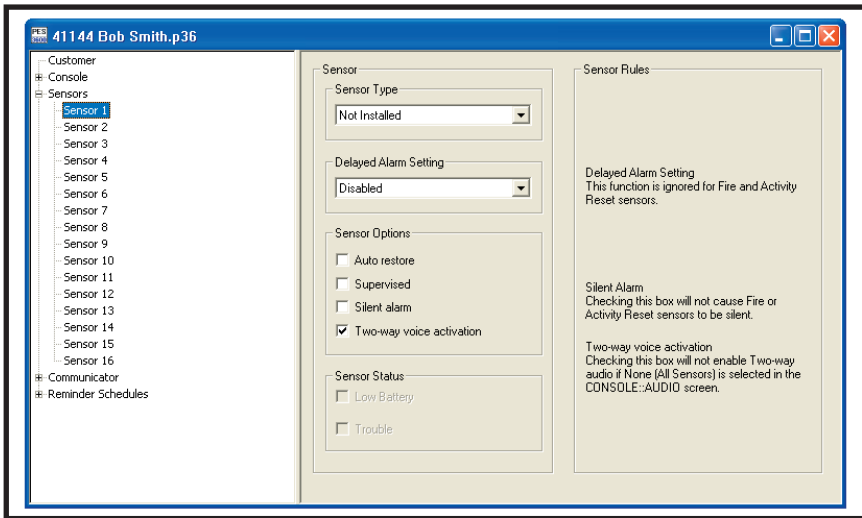 PES
3600
41144 Bob Smith.p36
Customer
Console
Sensors
Sensor 1
Sensor 2
Sensor 3
Sensor 4
Sensor 5
Sensor 6
Sensor 7
Sensor 8
Sensor 9
Sensor 10
Sensor 11
Sensor 12
Sensor 13
Sensor 14
Sensor 15
Sensor 16
Communicator
Reminder Schedules
Sensor
Sensor Type
Not Installed
Delayed Alarm Setting
Disabled
Sensor Options
Auto restore
Supervised
Silent alarm
Two-way voice activation
Sensor Status
Low Battery
Trouble
Sensor Rules
Delayed Alarm Setting
This function is ignored for Fire and Activity
Reset sensors.
Silent Alarm
Checking this box will not cause Fire or
Activity Reset sensors to be silent.
Two-way voice activation
Checking this box will not enable Two-way
audio if None (All Sensors) is selected in the
CONSOLE::AUDIO screen.